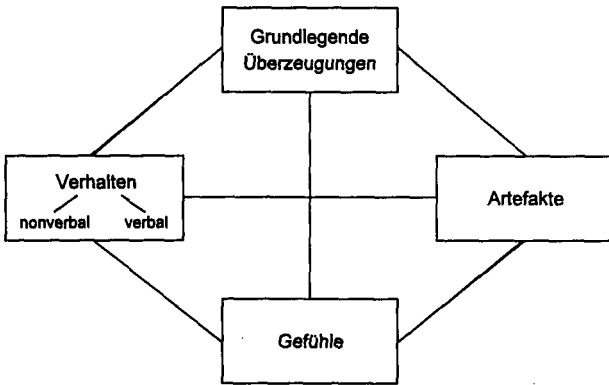 Grundlegende
Überzeugungen
Verhalten
nonverbal verbal
Artefakte
Gefühle